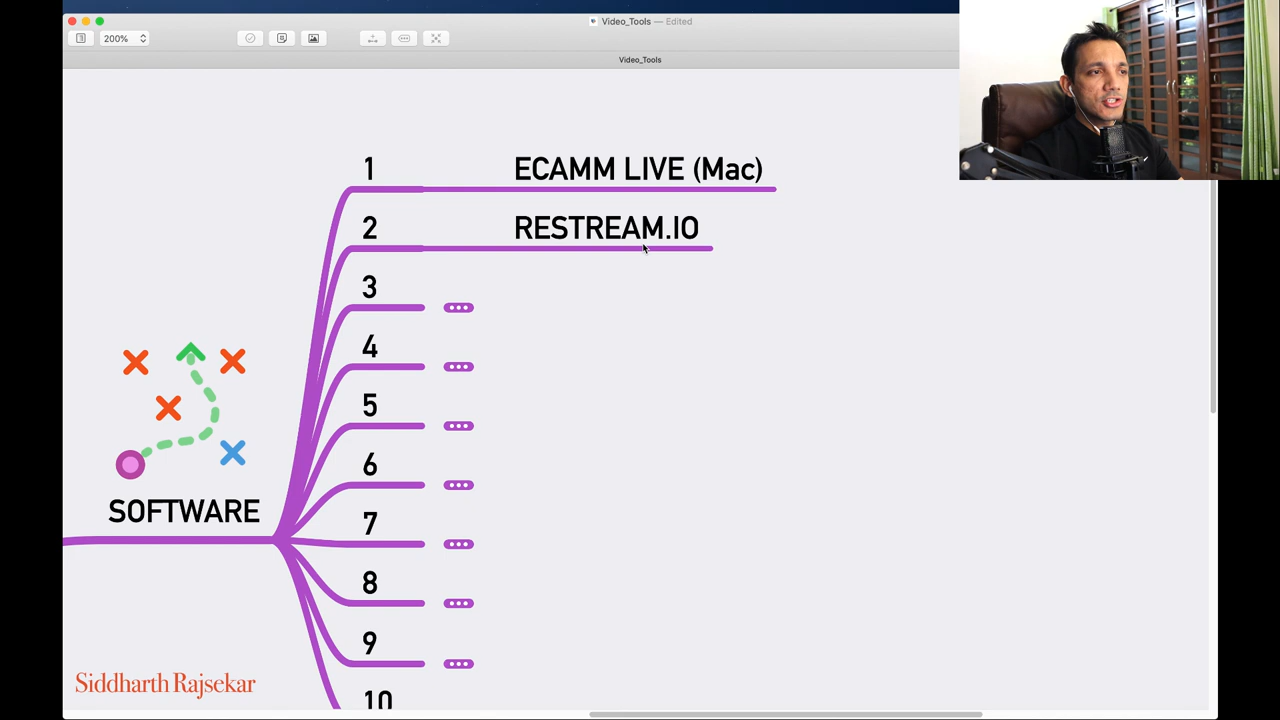 Video_Tools — Edited
200%
Video_Tools
1 ECAMM LIVE (Mac)
2 RESTREAM.IO
3
4
5
6
7
8
9
10
SOFTWARE
Siddharth Rajsekar